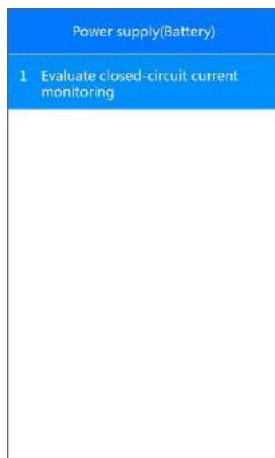 Power supply(Battery)
1 Evaluate closed-circuit current
monitoring